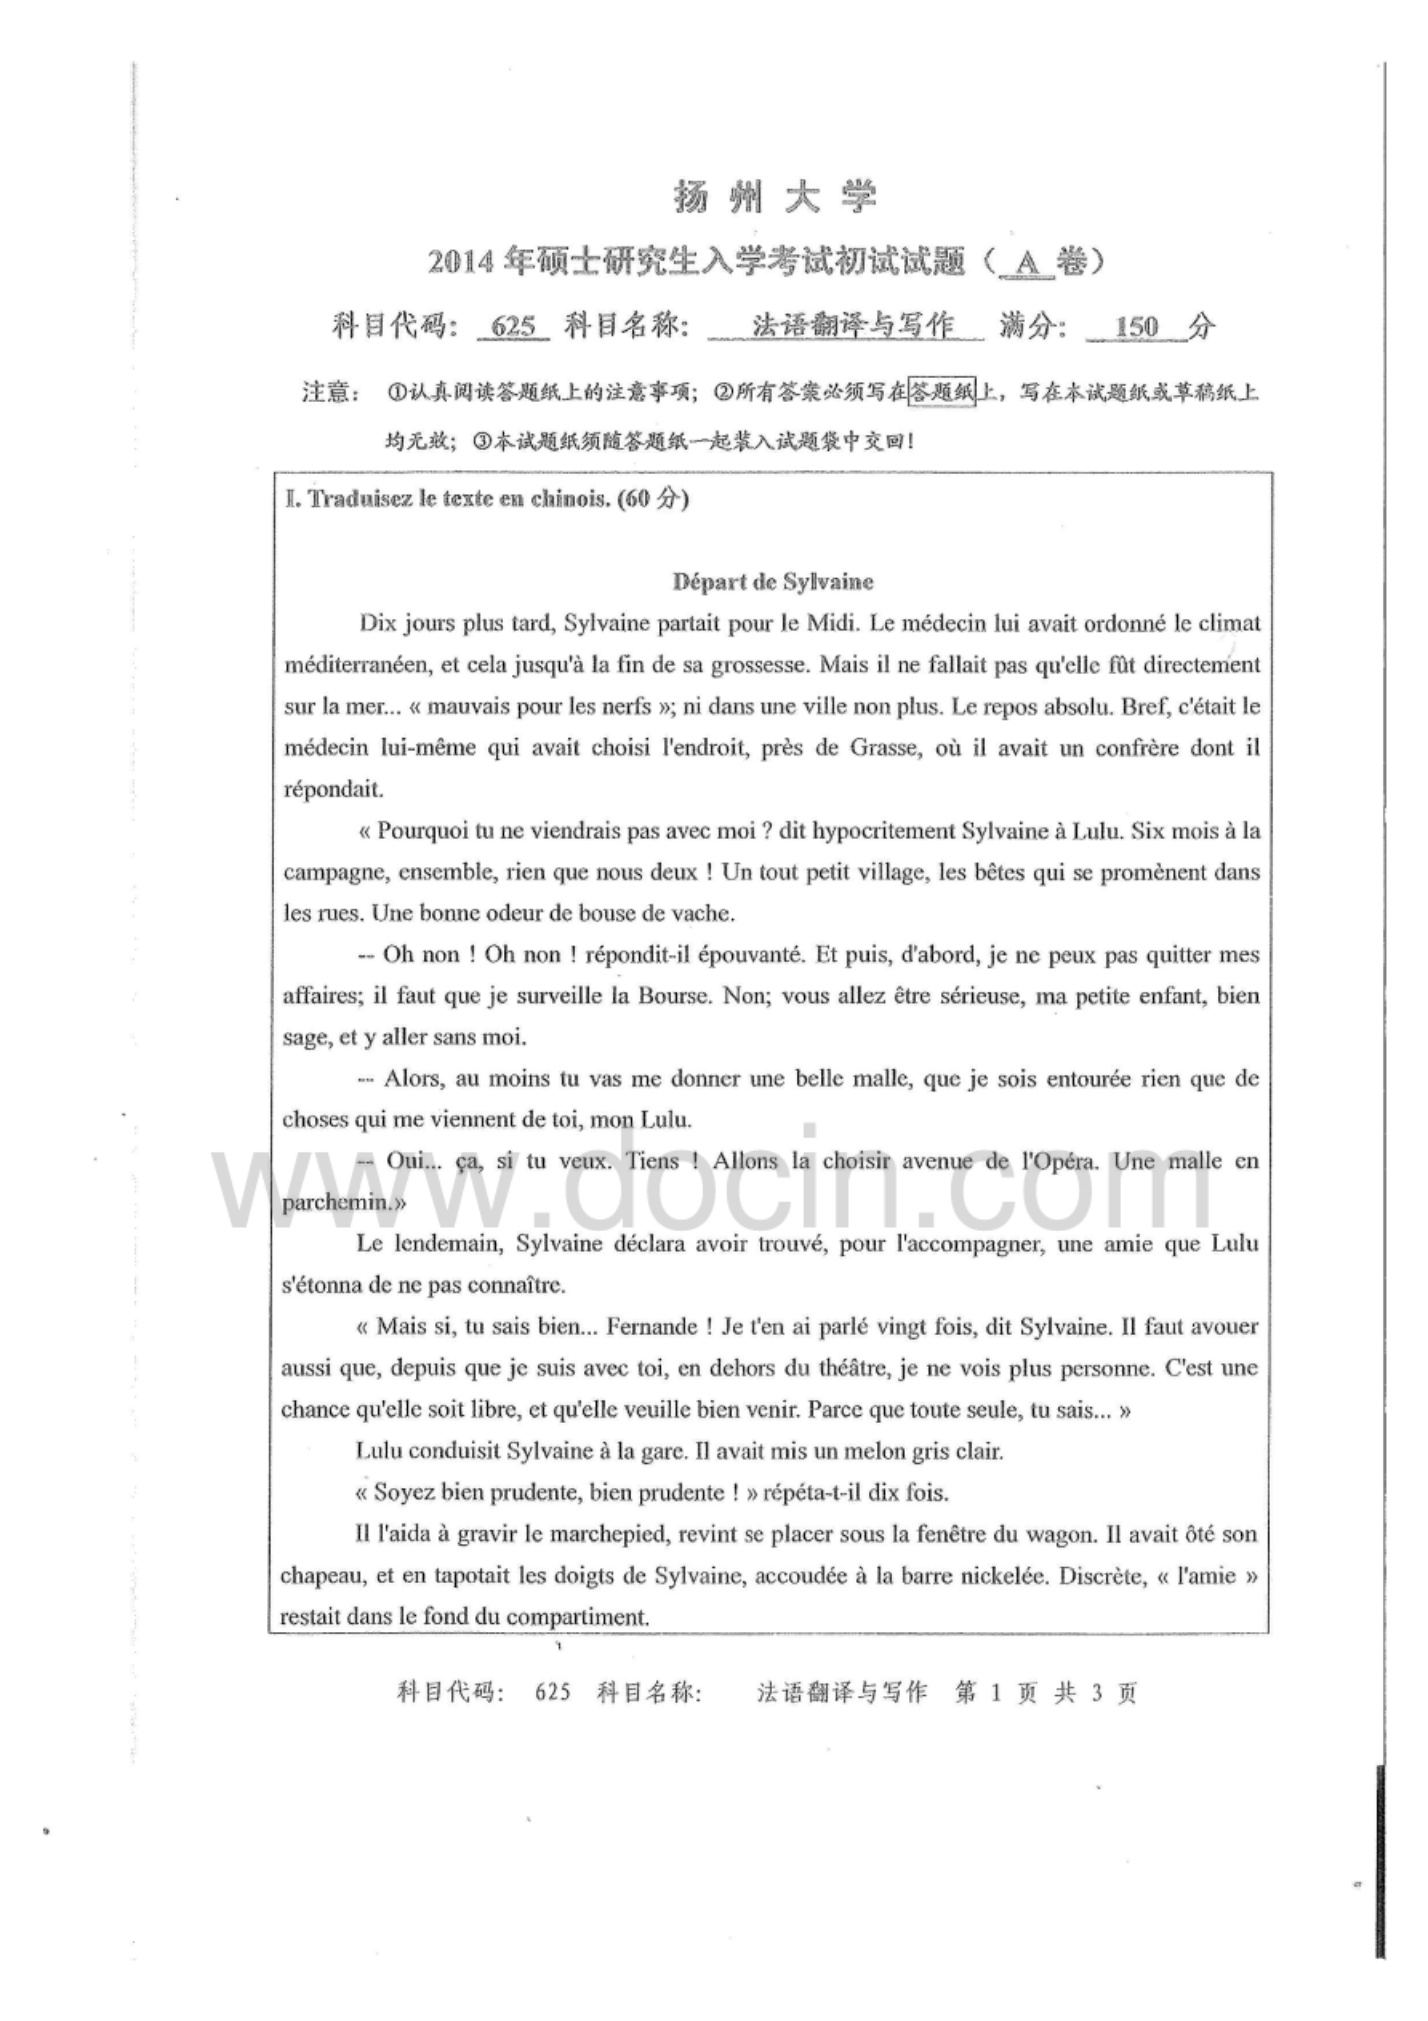 扬州大学
2014年硕士研究生入学考试初试试题（ A 卷）
科目代码： 625 科目名称： 法语翻译与写作 满分： 150 分
注意： ①认真阅读答题纸上的注意事项；②所有答案必须写在答题纸上，写在本试题纸或草稿纸上
均无效；③本试题纸须随答题纸一起装入试题袋中交回！
I. Traduisez le texte en chinois. (60 分)
Départ de Sylvaine
Dix jours plus tard, Sylvaine partait pour le Midi. Le médecin lui avait ordonné le climat
méditerranéen, et cela jusqu'à la fin de sa grossesse. Mais il ne fallait pas qu'elle fût directement
sur la mer... « mauvais pour les nerfs »; ni dans une ville non plus. Le repos absolu. Bref, c'était le
médecin lui-même qui avait choisi l'endroit, près de Grasse, où il avait un confrère dont il
répondait.
« Pourquoi tu ne viendrais pas avec moi ? dit hypocritement Sylvaine à Lulu. Six mois à la
campagne, ensemble, rien que nous deux ! Un tout petit village, les bêtes qui se promènent dans
les rues. Une bonne odeur de bouse de vache.
-- Oh non ! Oh non ! répondit-il épouvanté. Et puis, d'abord, je ne peux pas quitter mes
affaires; il faut que je surveille la Bourse. Non; vous allez être sérieuse, ma petite enfant, bien
sage, et y aller sans moi.
-- Alors, au moins tu vas me donner une belle malle, que je sois entourée rien que de
choses qui me viennent de toi, mon Lulu.
-- Oui... ça, si tu veux. Tiens ! Allons la choisir avenue de l'Opéra. Une malle en
parchemin.»
Le lendemain, Sylvaine déclara avoir trouvé, pour l'accompagner, une amie que Lulu
s'étonna de ne pas connaître.
« Mais si, tu sais bien... Fernande ! Je t'en ai parlé vingt fois, dit Sylvaine. Il faut avouer
aussi que, depuis que je suis avec toi, en dehors du théâtre, je ne vois plus personne. C'est une
chance qu'elle soit libre, et qu'elle veuille bien venir. Parce que toute seule, tu sais... »
Lulu conduisit Sylvaine à la gare. Il avait mis un melon gris clair.
« Soyez bien prudente, bien prudente ! » répéta-t-il dix fois.
Il l'aida à gravir le marchepied, revint se placer sous la fenêtre du wagon. Il avait ôté son
chapeau, et en tapotait les doigts de Sylvaine, accoudée à la barre nickelée. Discrète, « l'amie »
restait dans le fond du compartiment.
www.docin.com
科目代码： 625 科目名称： 法语翻译与写作 第 1 页 共 3 页